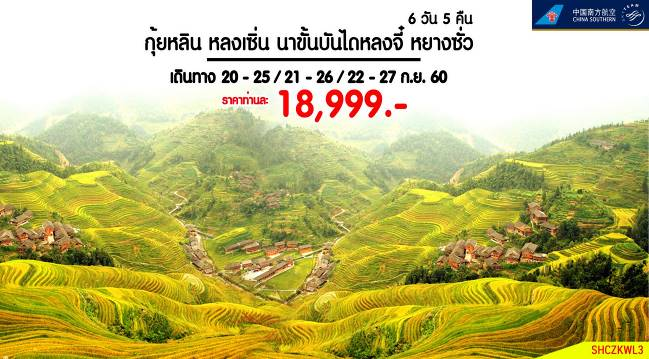 6 วัน 5 คืน
中国南方航空
CHINA SOUTHERN
กุ้ยหลิน หลงเซิ่น นาขั้นบันไดหลงจี๋ หยางซั่ว
เดินทาง 20 - 25 / 21 - 26 / 22 - 27 ก.ย. 60
ราคาท่านละ 18,999.-
SHCZKWL3